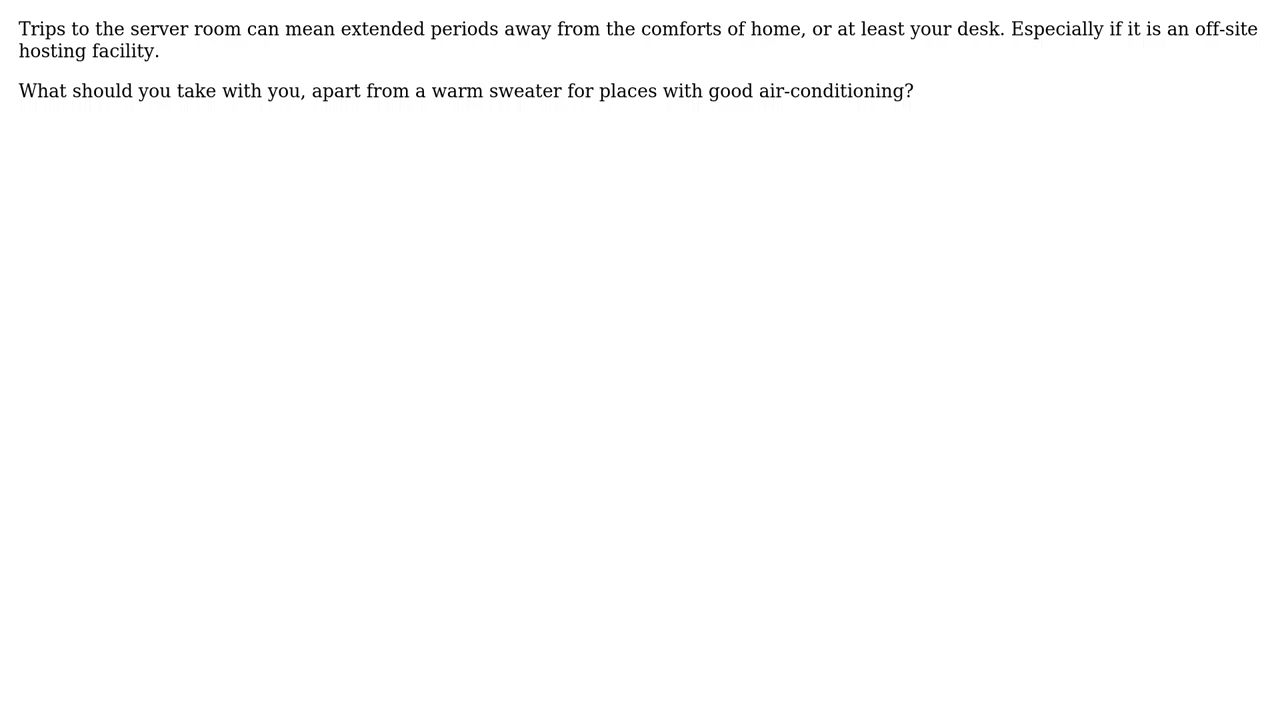 Trips to the server room can mean extended periods away from the comforts of home, or at least your desk. Especially if it is an off-site
hosting facility.
What should you take with you, apart from a warm sweater for places with good air-conditioning?